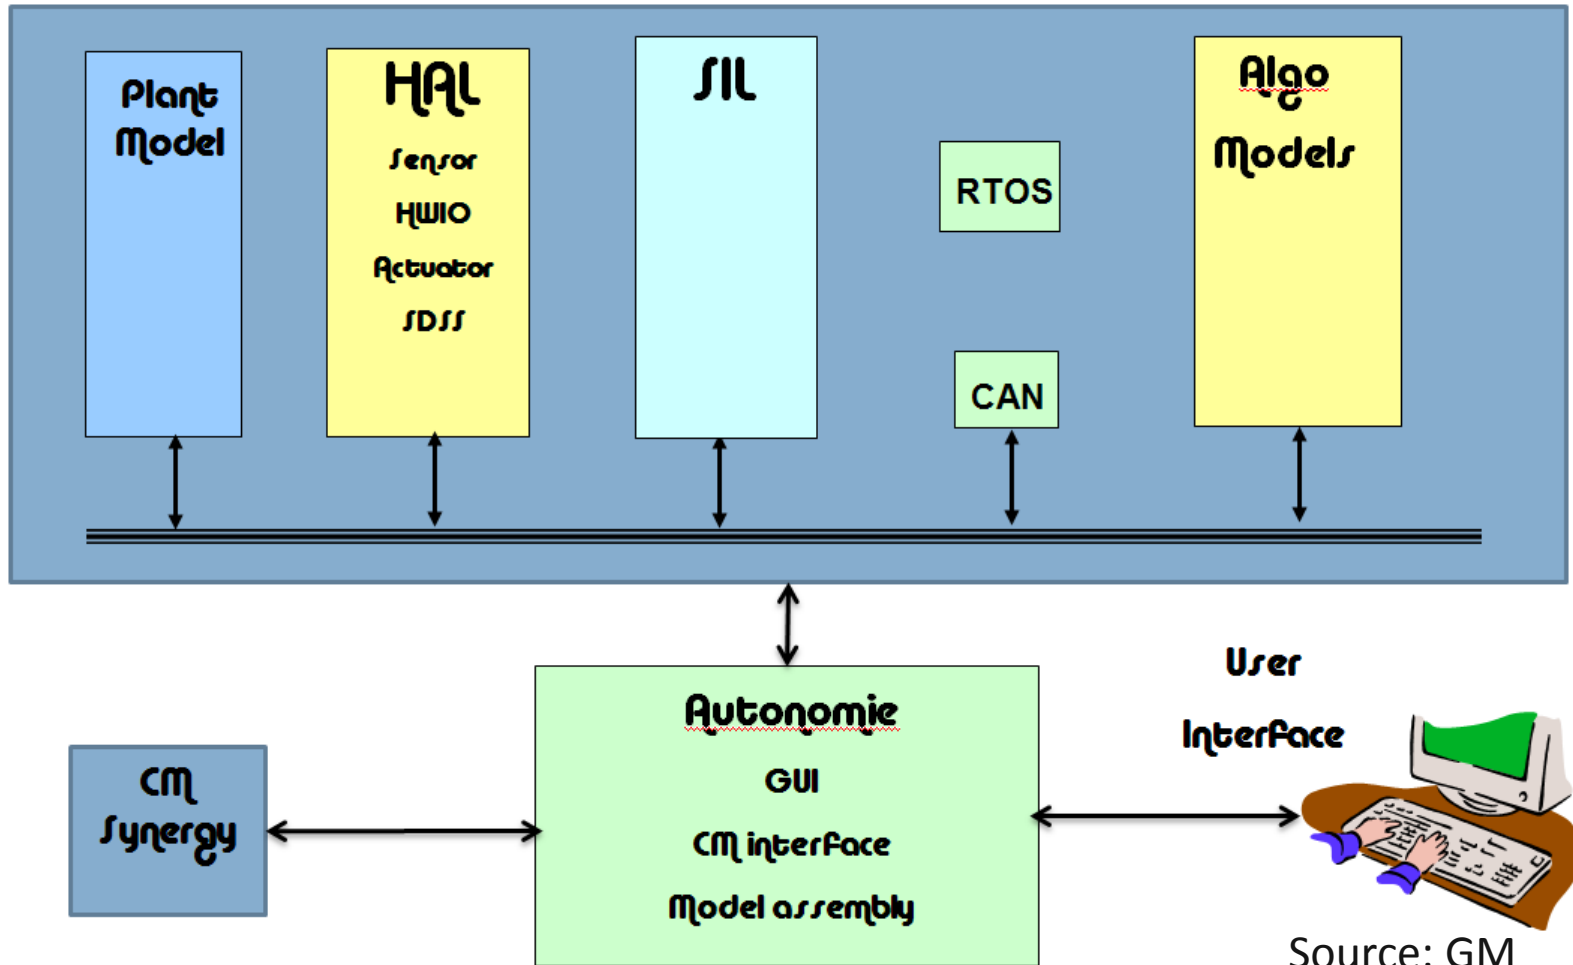 Plant
Model
HAL
Sensor
HWIO
Actuator
SDSS
SIL
RTOS
CAN
Algo
Models
Autonomie
GUI
CM interface
Model assembly
CM
Synergy
User
Interface
Source: GM